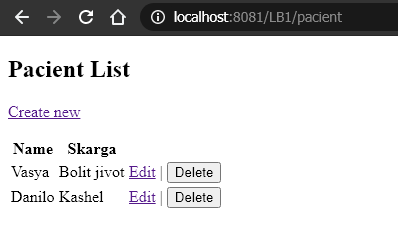 localhost:8081/LB1/pacient
Pacient List
Create new
Name Skarga
Vasya Bolit jivot Edit | Delete
Danilo Kashel Edit | Delete